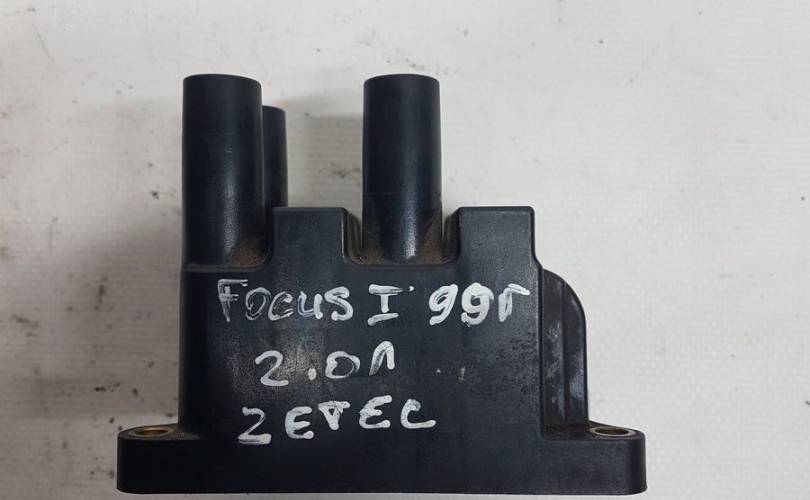 FOCUS I 99г
2.0л
ZETEC